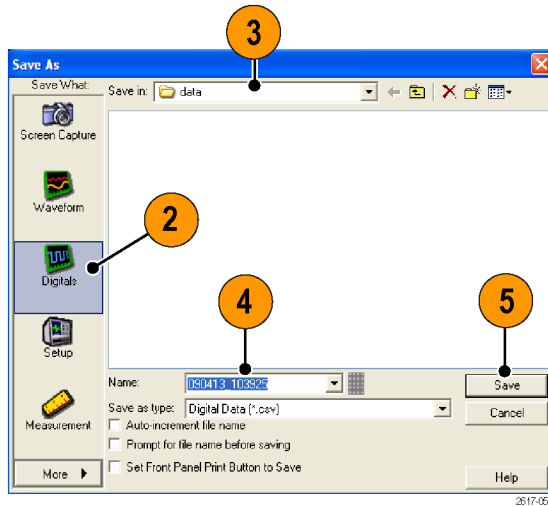 3
Save As
Save What:
Save in: data
Screen Capture
Waveform
2
Digitals
4
5
Setup
Name: 090413_103925
Save
Save as type: Digital Data (*.csv)
Cancel
Auto-increment file name
Measurement
Prompt for file name before saving
Set Front Panel Print Button to Save
More
Help
2617-05